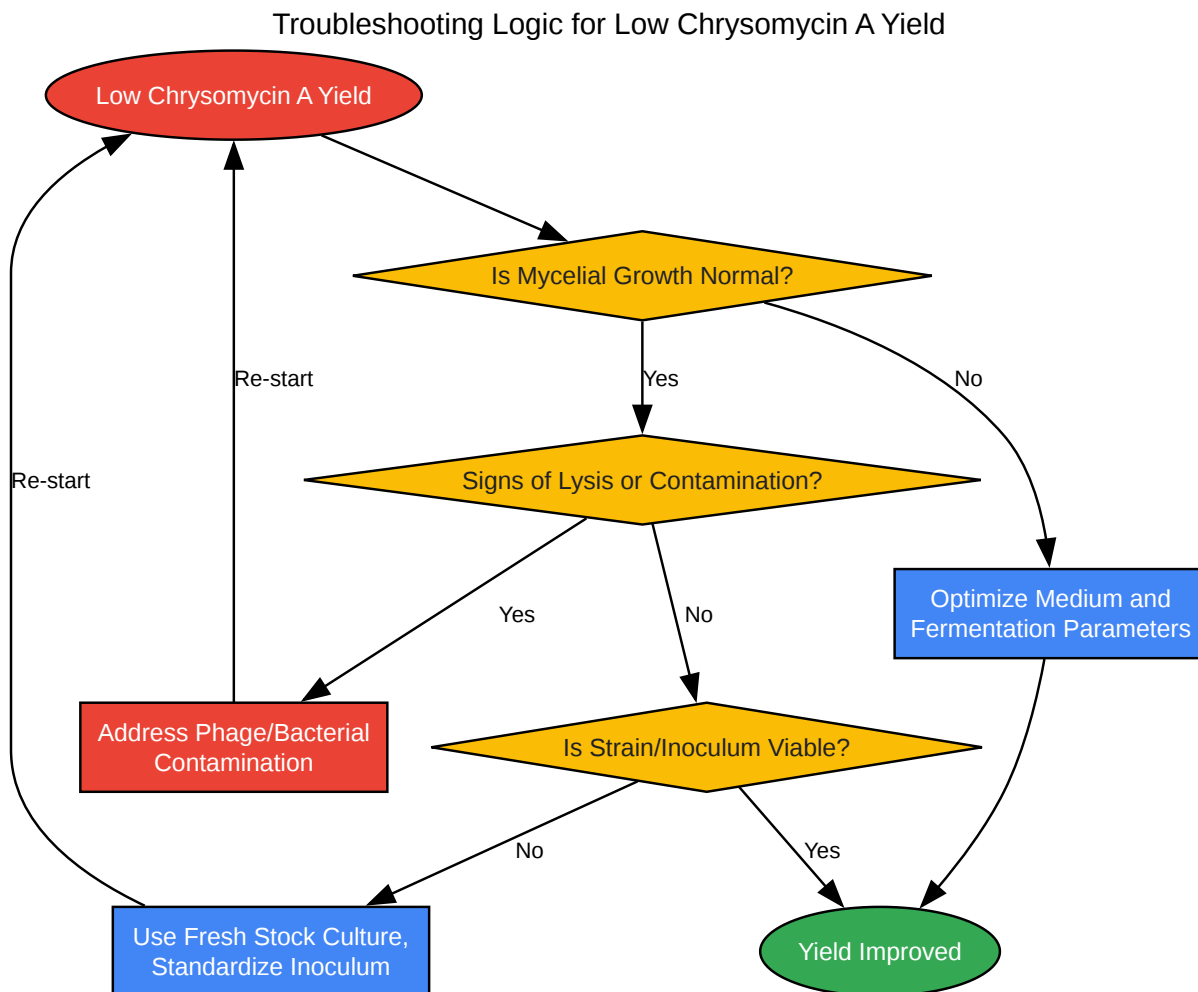 Troubleshooting Logic for Low Chrysomycin A Yield
Low Chrysomycin A Yield
Is Mycelial Growth Normal?
Re-start
Yes
No
Re-start
Signs of Lysis or Contamination?
Optimize Medium and
Fermentation Parameters
Yes
No
Address Phage/Bacterial
Contamination
Is Strain/Inoculum Viable?
No
Yes
Use Fresh Stock Culture,
Standardize Inoculum
Yield Improved